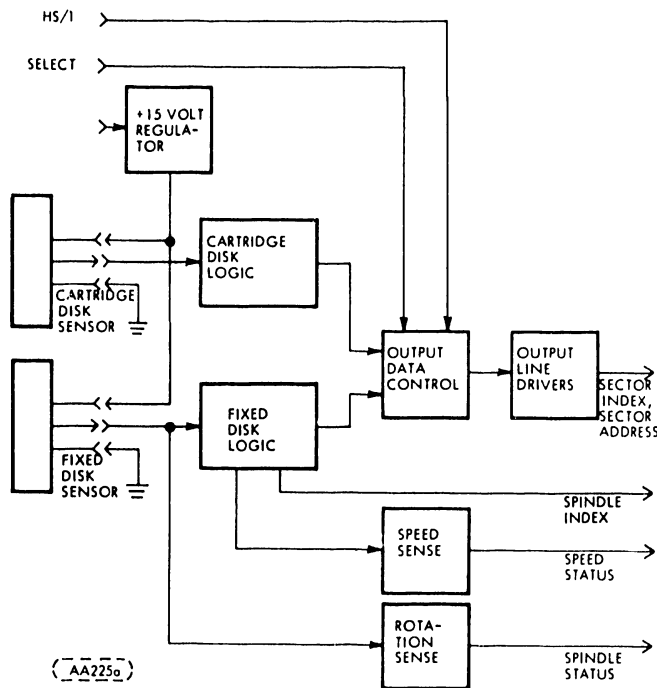 HS/1
SELECT
+15 VOLT
REGULA-
TOR
CARTRIDGE
DISK
LOGIC
CARTRIDGE
DISK
SENSOR
OUTPUT
DATA
CONTROL
OUTPUT
LINE
DRIVERS
SECTOR
INDEX,
SECTOR
ADDRESS
FIXED
DISK
LOGIC
FIXED
DISK
SENSOR
SPINDLE
INDEX
SPEED
SENSE
SPEED
STATUS
ROTA-
TION
SENSE
SPINDLE
STATUS
AA225a